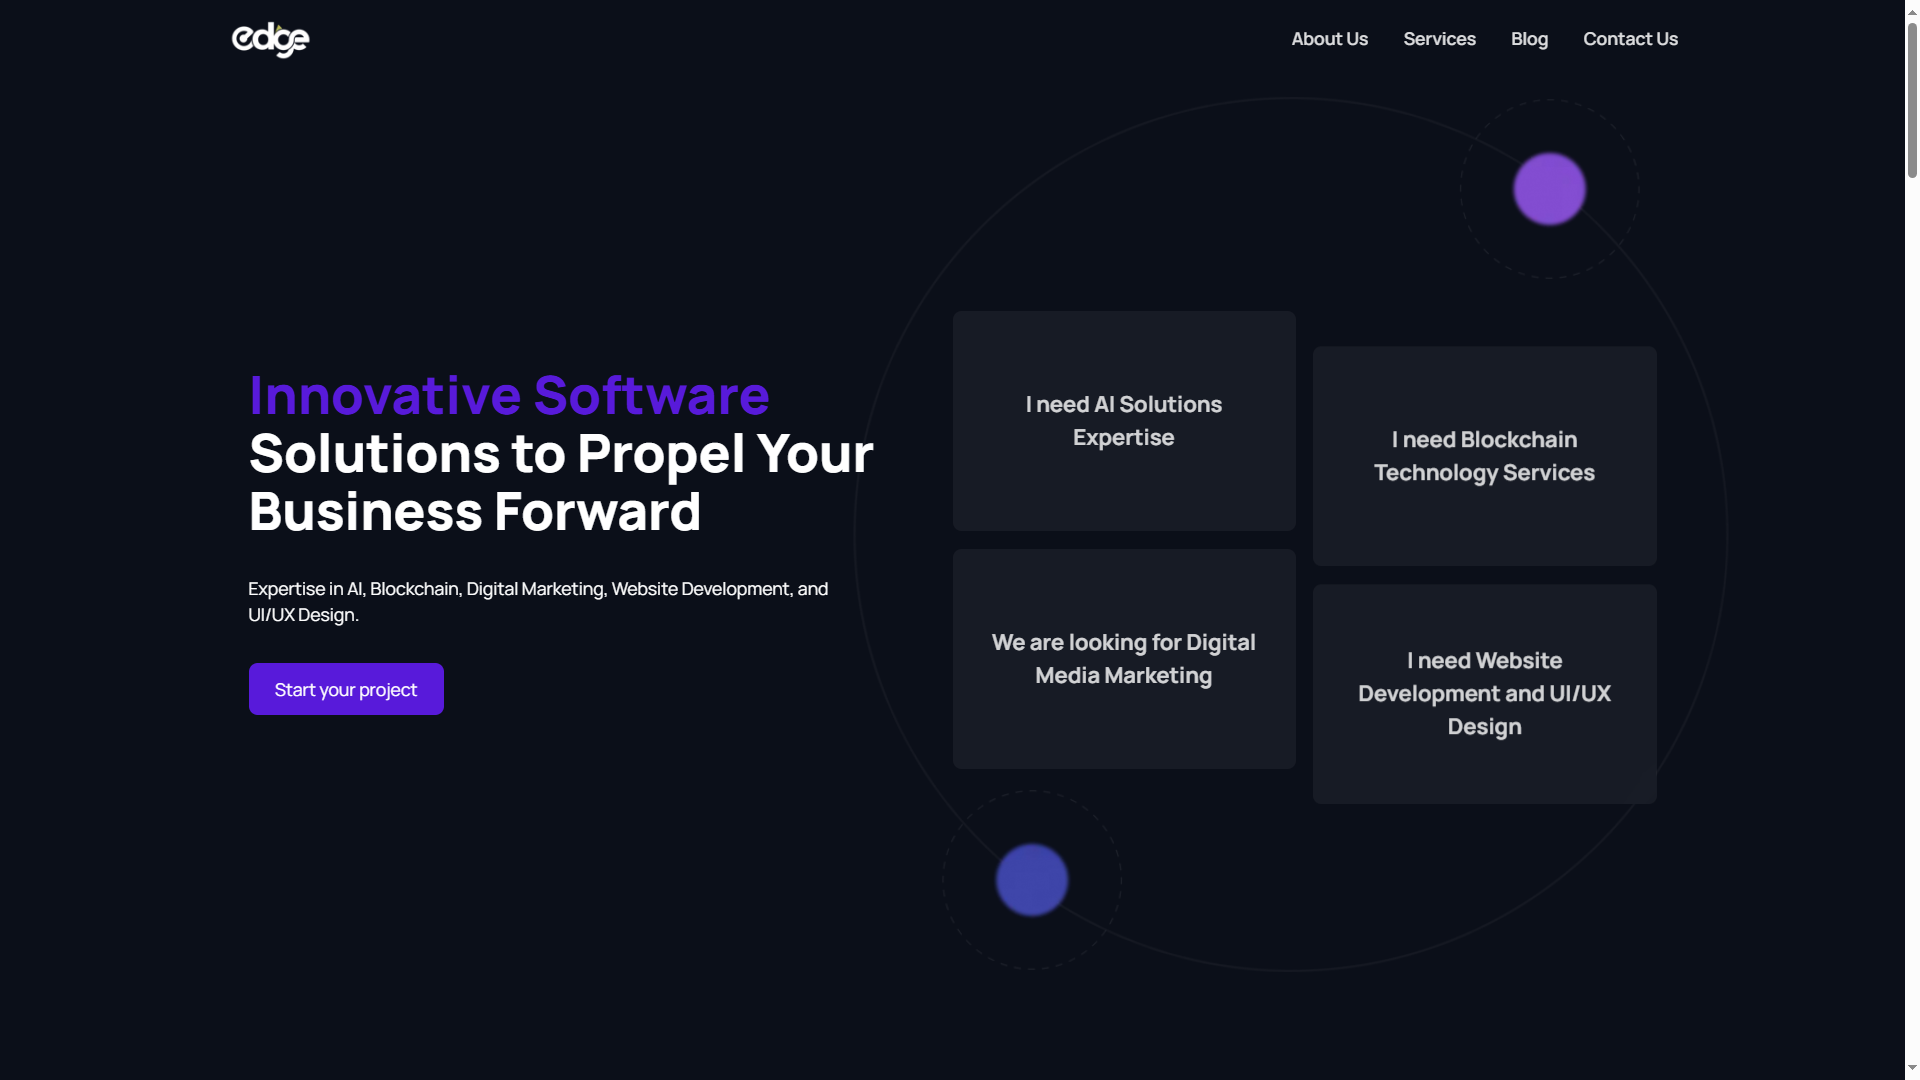 edge
About Us
Services
Blog
Contact Us
Innovative Software
Solutions to Propel Your
Business Forward
Expertise in AI, Blockchain, Digital Marketing, Website Development, and
UI/UX Design.
Start your project
I need AI Solutions
Expertise
I need Blockchain
Technology Services
We are looking for Digital
Media Marketing
I need Website
Development and UI/UX
Design